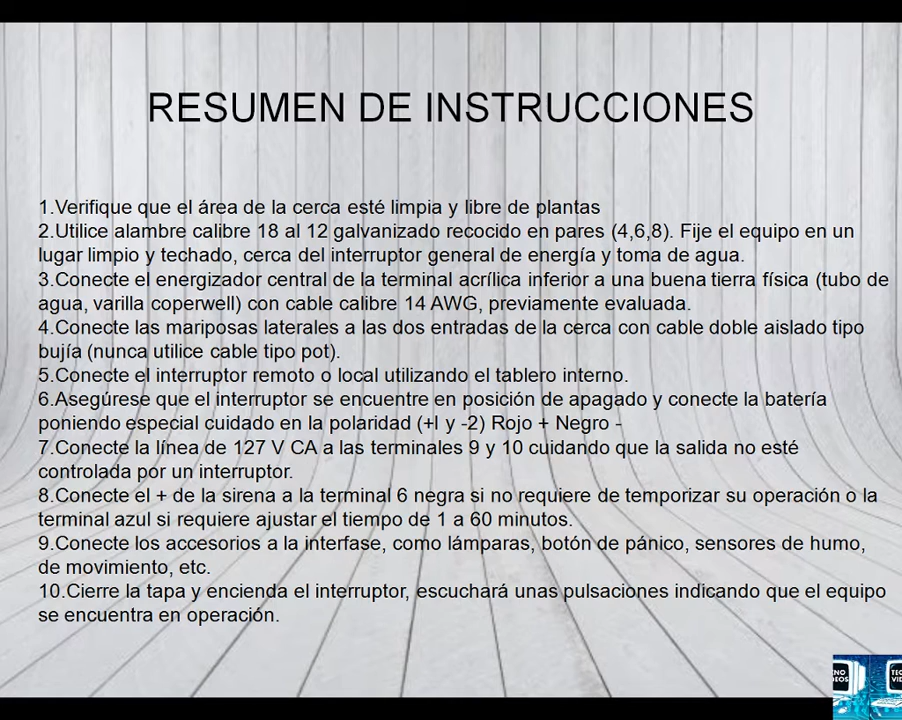 RESUMEN DE INSTRUCCIONES
1.Verifique que el área de la cerca esté limpia y libre de plantas
2.Utilice alambre calibre 18 al 12 galvanizado recocido en pares (4,6,8). Fije el equipo en un
lugar limpio y techado, cerca del interruptor general de energía y toma de agua.
3.Conecte el energizador central de la terminal acrílica inferior a una buena tierra física (tubo de
agua, varilla coperwell) con cable calibre 14 AWG, previamente evaluada.
4.Conecte las mariposas laterales a las dos entradas de la cerca con cable doble aislado tipo
bujía (nunca utilice cable tipo pot).
5.Conecte el interruptor remoto o local utilizando el tablero interno.
6.Asegúrese que el interruptor se encuentre en posición de apagado y conecte la batería
poniendo especial cuidado en la polaridad (+l y -2) Rojo + Negro -
7.Conecte la línea de 127 V CA a las terminales 9 y 10 cuidando que la salida no esté
controlada por un interruptor.
8.Conecte el + de la sirena a la terminal 6 negra si no requiere de temporizar su operación o la
terminal azul si requiere ajustar el tiempo de 1 a 60 minutos.
9.Conecte los accesorios a la interfase, como lámparas, botón de pánico, sensores de humo,
de movimiento, etc.
10.Cierre la tapa y encienda el interruptor, escuchará unas pulsaciones indicando que el equipo
se encuentra en operación.